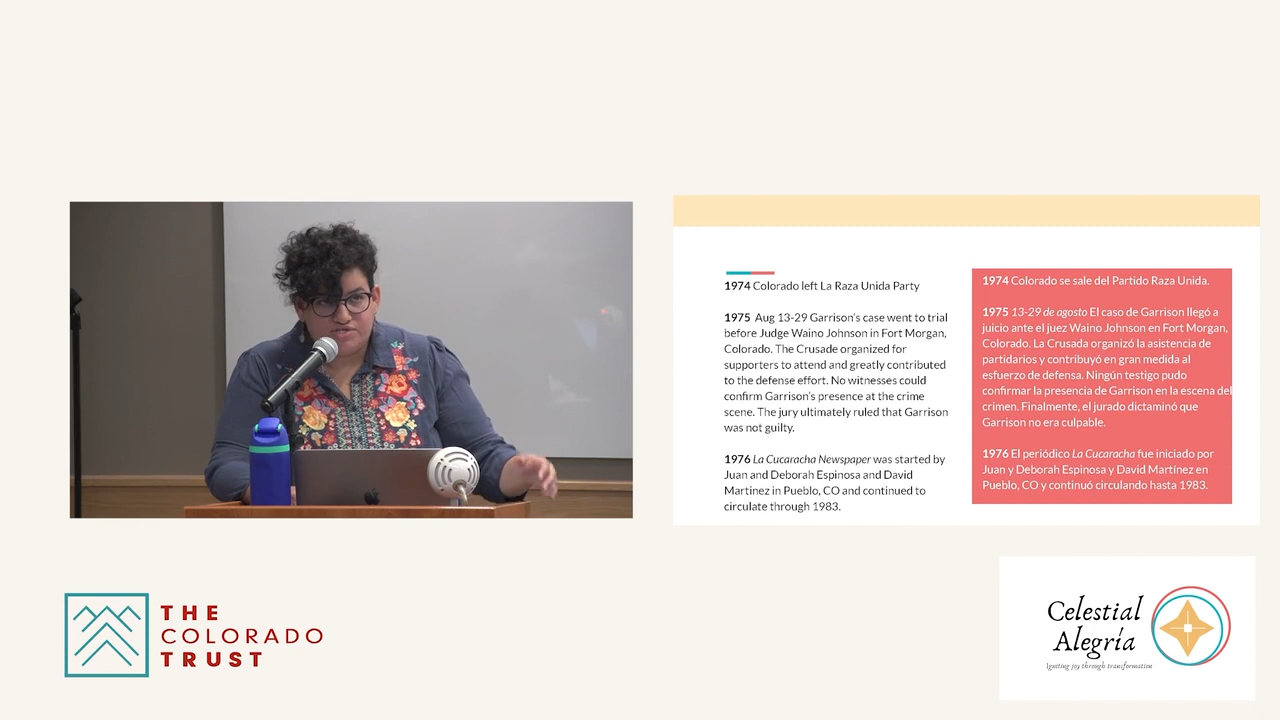 1974 Colorado left La Raza Unida Party
1975 Aug 13-29 Garrison's case went to trial
before Judge Waino Johnson in Fort Morgan,
Colorado. The Crusade organized for
supporters to attend and greatly contributed
to the defense effort. No witnesses could
confirm Garrison's presence at the crime
scene. The jury ultimately ruled that Garrison
was not guilty.
1976 La Cucaracha Newspaper was started by
Juan and Deborah Espinosa and David
Martinez in Pueblo, CO and continued to
circulate through 1983.
1974 Colorado se sale del Partido Raza Unida.
1975 13-29 de agosto El caso de Garrison llegó a
juicio ante el juez Waino Johnson en Fort Morgan,
Colorado. La Crusada organizó la asistencia de
partidarios y contribuyó en gran medida al
esfuerzo de defensa. Ningún testigo pudo
confirmar la presencia de Garrison en la escena del
crimen. Finalmente, el jurado dictaminó que
Garrison no era culpable.
1976 El periódico La Cucaracha fue iniciado por
Juan y Deborah Espinosa y David Martínez en
Pueblo, CO y continuó circulando hasta 1983.
THE
COLORADO
TRUST
Celestial
Alegría
Igniting joy through transformation